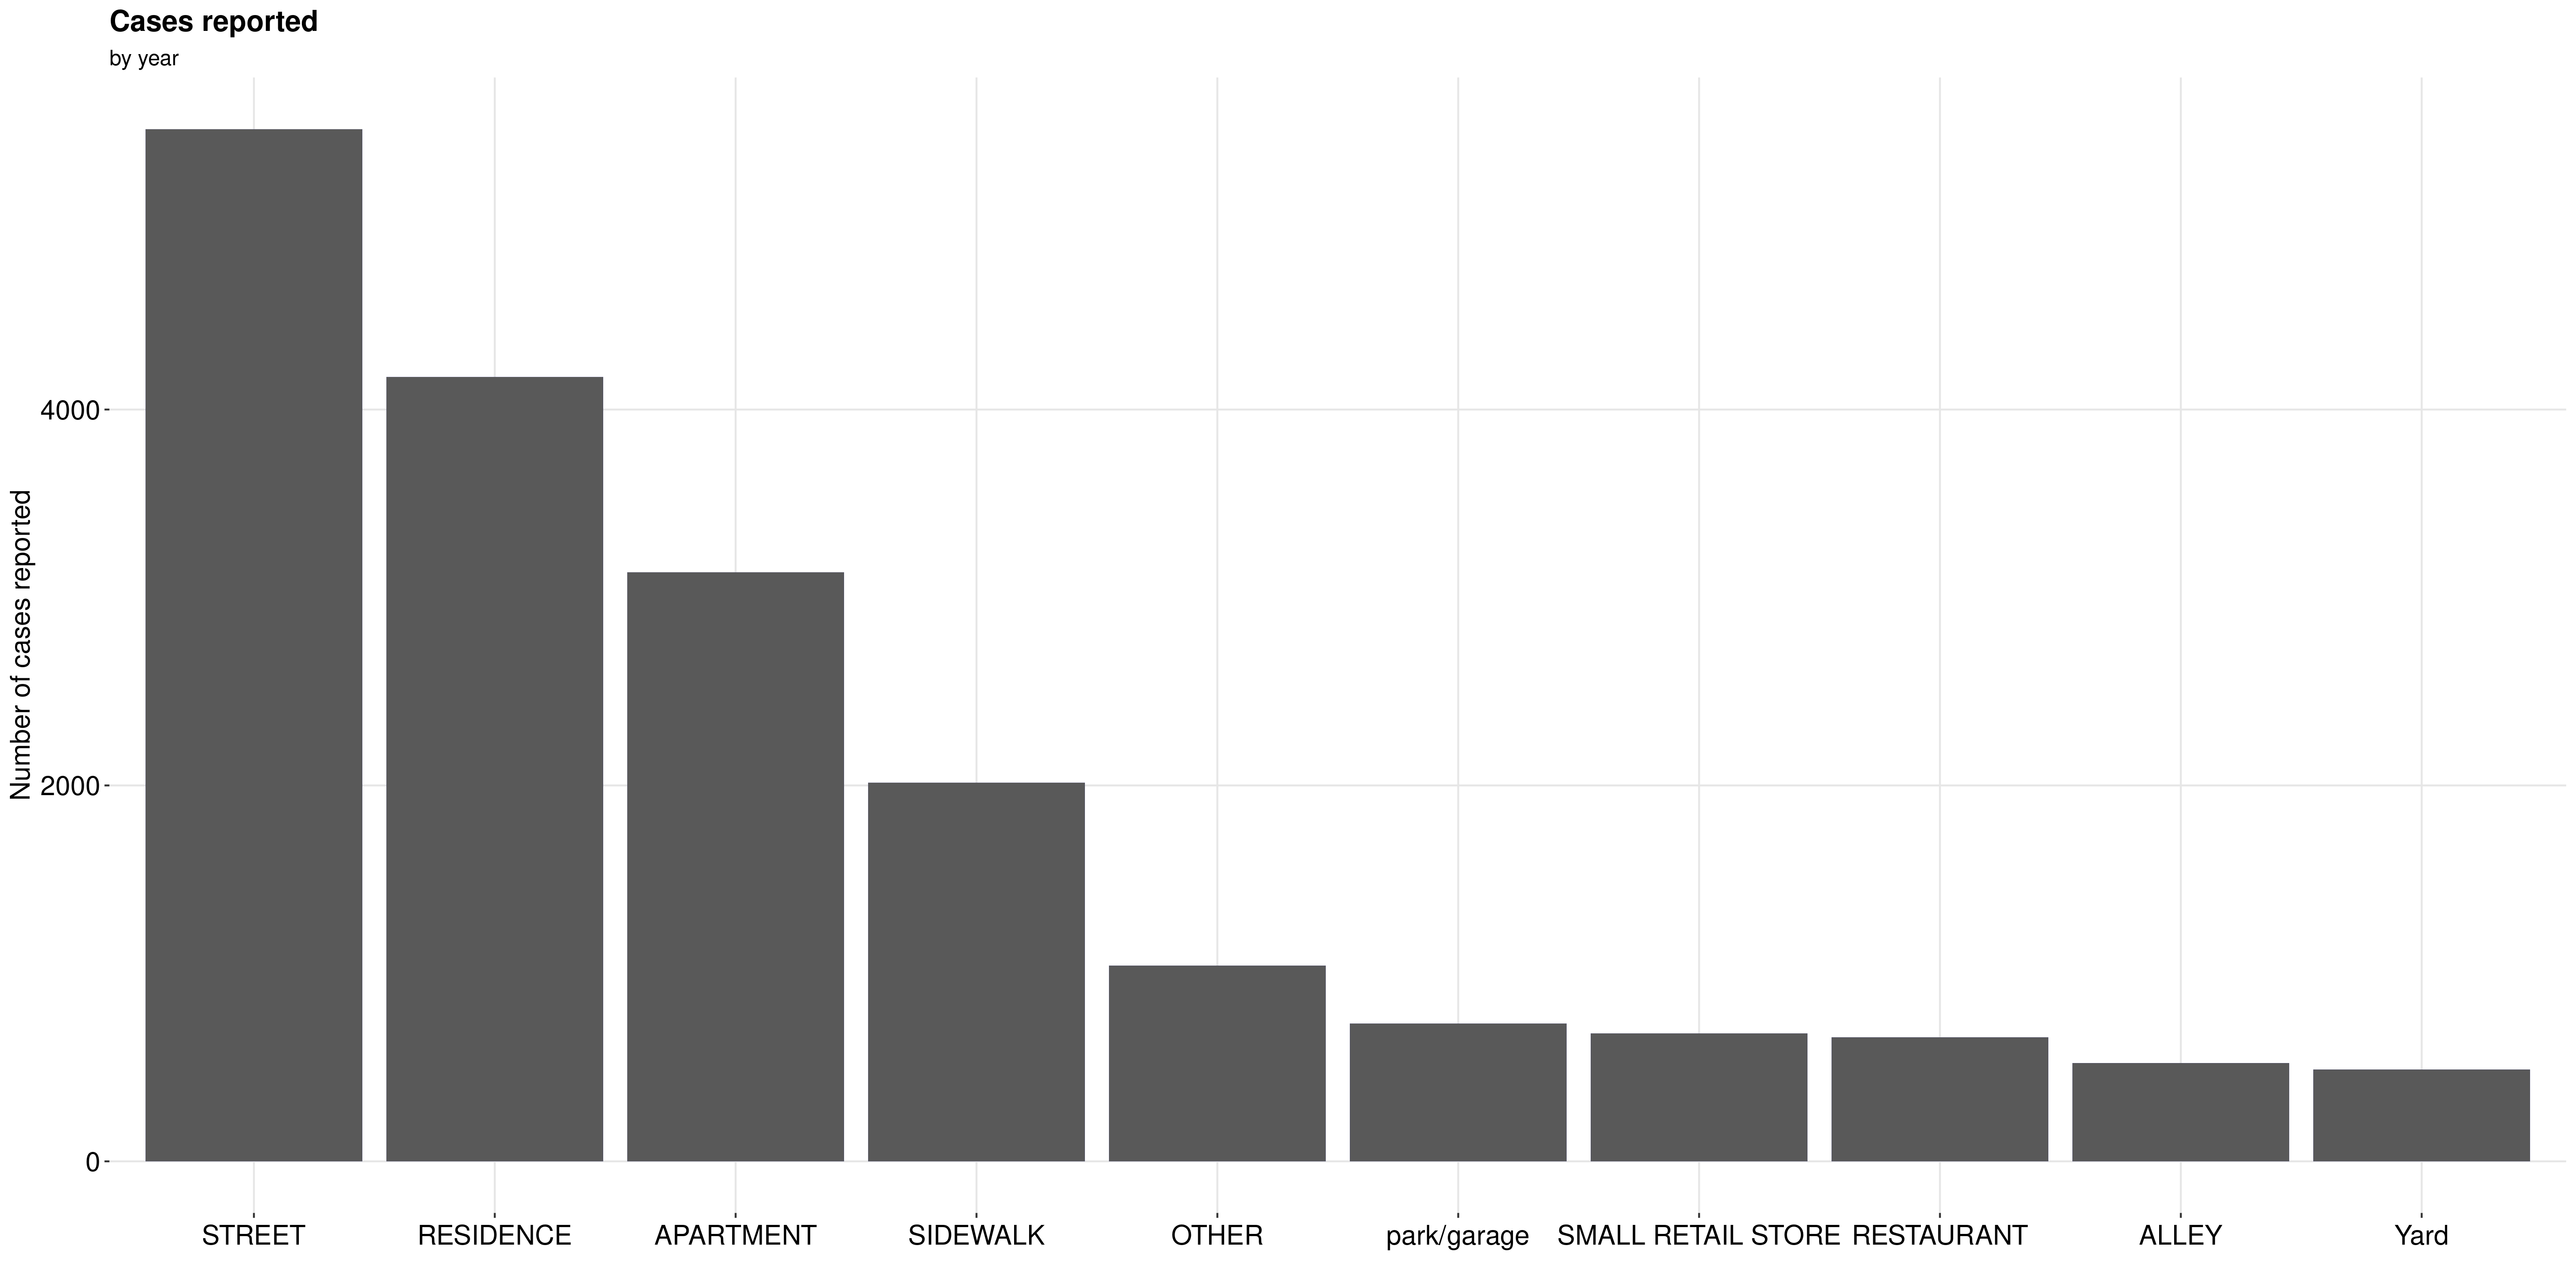 Cases reported
by year
Number of cases reported
4000
2000
0
STREET RESIDENCE APARTMENT SIDEWALK OTHER park/garage SMALL RETAIL STORE RESTAURANT ALLEY Yard